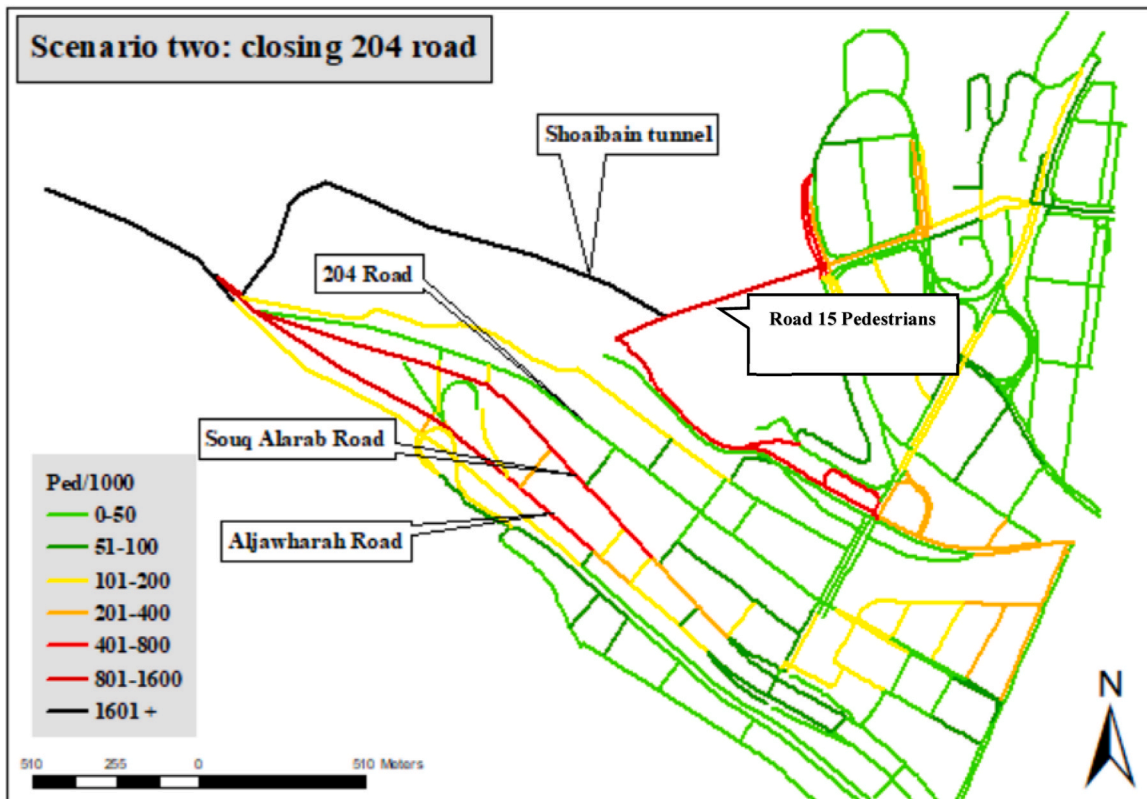 Scenario two: closing 204 road
Shoaibain tunnel
204 Road
Road 15 Pedestrians
Souq Alarab Road
Aljawharah Road
Ped/1000
0-50
51-100
101-200
201-400
401-800
801-1600
1601 +
N
510 255 0 510 Meters